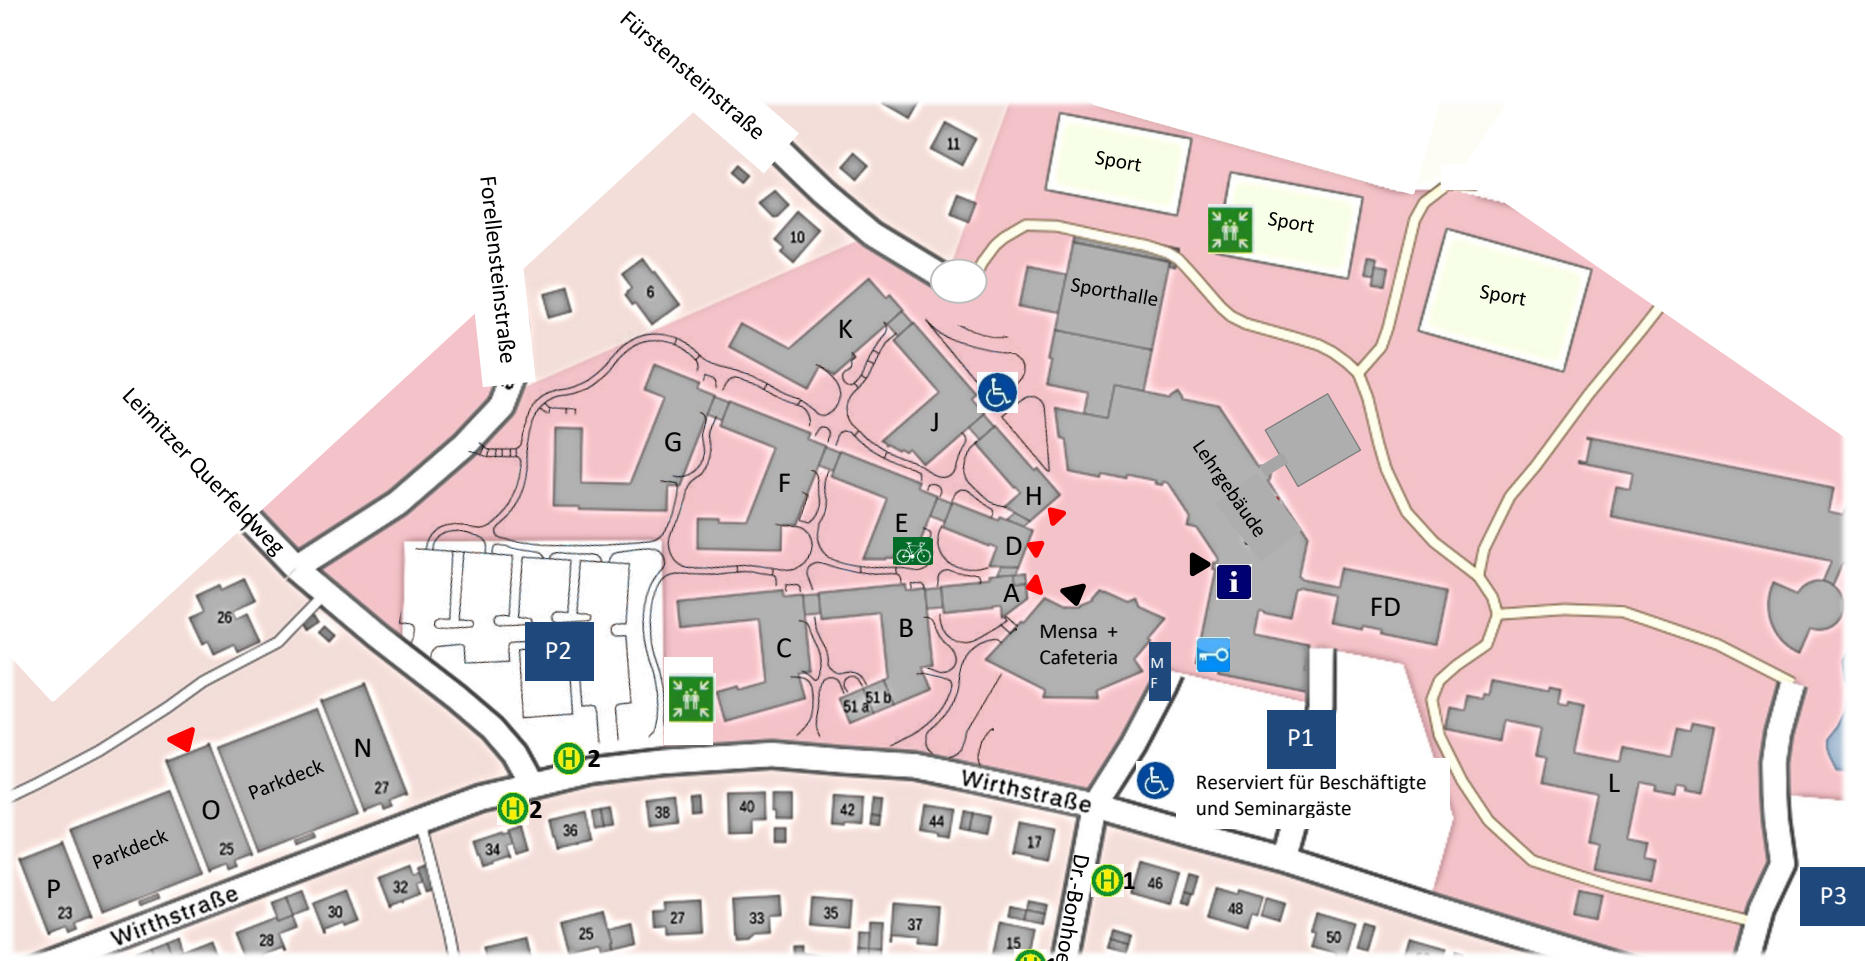 Fürstensteinstraße
11
Sport
Sport
Sport
10
6
Forellensteinstraße
Leimitzer Querfeldweg
Sporthalle
K
J
G
F
H
E
D
A
Lehrgebäude
i
FD
Mensa +
Cafeteria
M
F
B
C
51 a
51 b
26
P2
P1
P3
Reserviert für Beschäftigte
und Seminargäste
L
H 2
H 2
H 1
H
N
27
Parkdeck
O
25
Parkdeck
P
23
Wirthstraße
Wirthstraße
Dr.-Bonhoe
34
36
38
40
42
44
17
46
48
50
32
30
28
25
27
33
35
37
15